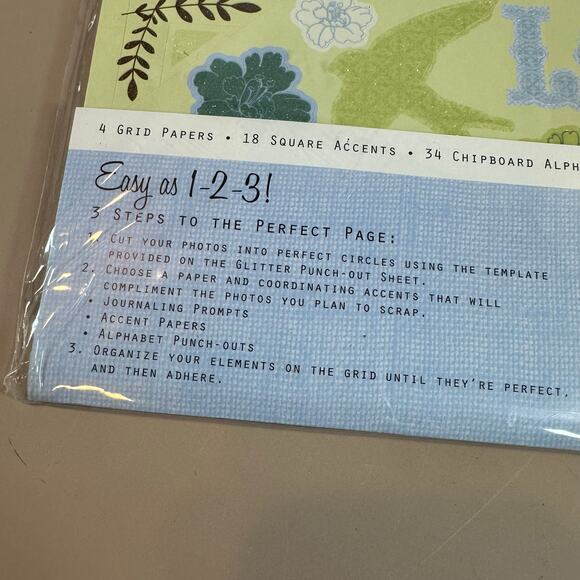 L
4 Grid Papers • 18 Square Accents • 34 Chipboard Alph
Easy as 1-2-3!
3 Steps to the Perfect Page:
1. Cut your photos into perfect circles using the template
provided on the Glitter Punch-out Sheet.
2. Choose a paper and coordinating accents that will
compliment the photos you plan to scrap.
• Journaling Prompts
• Accent Papers
• Alphabet Punch-outs
3. Organize your elements on the grid until they're perfect,
and then adhere.